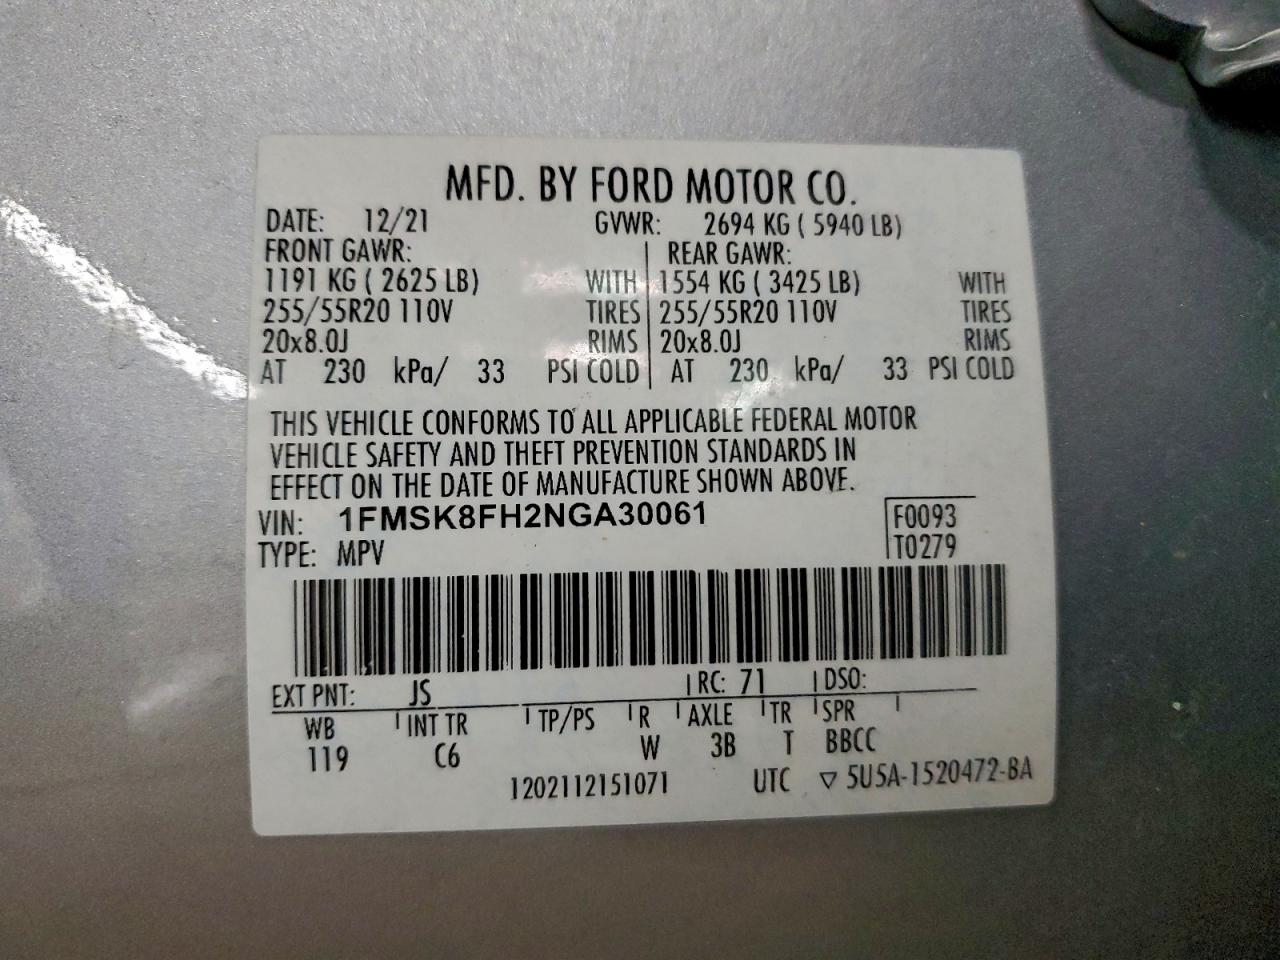 MFD. BY FORD MOTOR CO.
DATE: 12/21 GVWR: 2694 KG ( 5940 LB)
FRONT GAWR: REAR GAWR:
1191 KG ( 2625 LB) WITH 1554 KG ( 3425 LB) WITH
255/55R20 110V TIRES 255/55R20 110V TIRES
20x8.0J RIMS 20x8.0J RIMS
AT 230 kPa/ 33 PSI COLD AT 230 kPa/ 33 PSI COLD
THIS VEHICLE CONFORMS TO ALL APPLICABLE FEDERAL MOTOR
VEHICLE SAFETY AND THEFT PREVENTION STANDARDS IN
EFFECT ON THE DATE OF MANUFACTURE SHOWN ABOVE.
VIN: 1FMSK8FH2NGA30061 F0093
TYPE: MPV T0279
EXT PNT: JS RC: 71 DSO:
WB INT TR TP/PS R AXLE TR SPR
119 C6 W 3B T BBCC
1202112151071 UTC ▽ 5U5A-1520472-BA